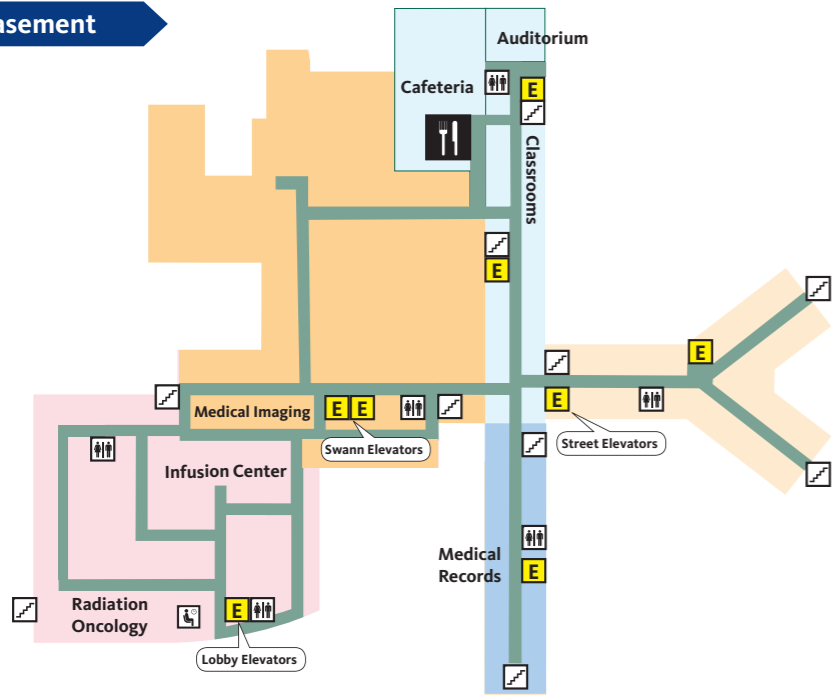 asement
Auditorium
Cafeteria
E
Classrooms
E
E
Medical Imaging
E
E
E
Swann Elevators
Street Elevators
Infusion Center
Medical
Records
E
Radiation
Oncology
E
Lobby Elevators